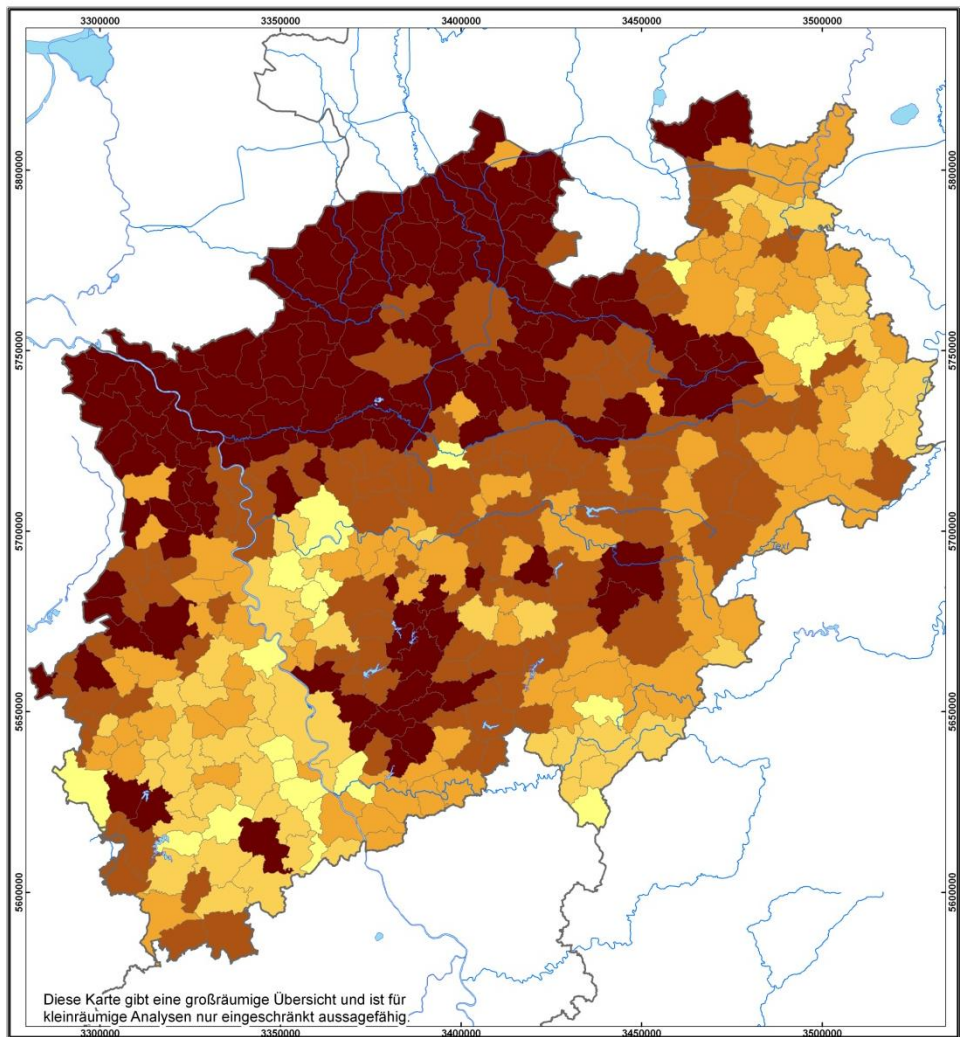 3300000 3350000 3400000 3450000 3500000
5800000 5800000
5750000 5750000
5700000 5700000
Text
5650000 5650000
5600000 5600000
Diese Karte gibt eine großräumige Übersicht und ist für
kleinräumige Analysen nur eingeschränkt aussagefähig.
3300000 3350000 3400000 3450000 3500000